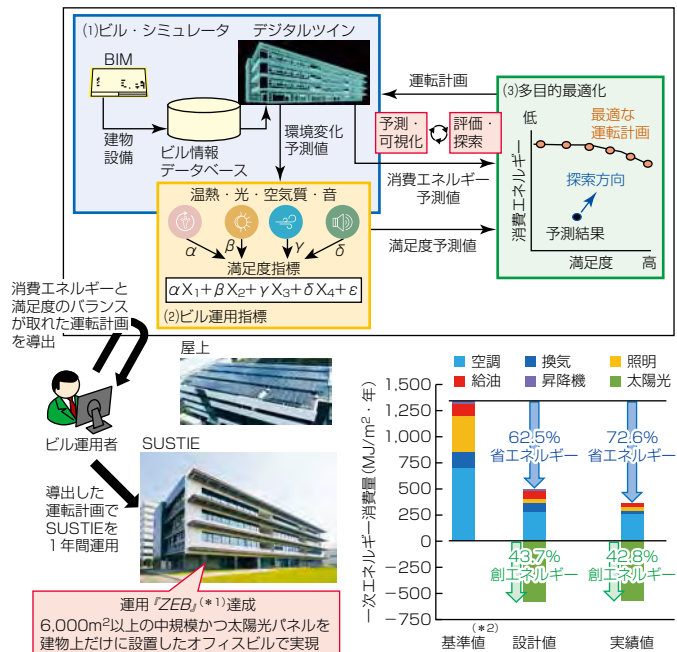 (1)ビル・シミュレータ
デジタルツイン
BIM
建物
設備
ビル情報
データベース
環境変化
予測値
運転計画
予測・
可視化
評価・
探索
消費エネルギー
予測値
満足度予測値
(3)多目的最適化
低
最適な
運転計画
探索方向
予測結果
消費エネルギー
満足度
高
温熱・光・空気質・音
α
β
γ
δ
満足度指標
αX₁+βX₂+γX₃+δX₄+ε
(2)ビル運用指標
消費エネルギーと
満足度のバランス
が取れた運転計画
を導出
ビル運用者
屋上
SUSTIE
導出した
運転計画で
SUSTIEを
1年間運用
運用『ZEB』(*1)達成
6,000m²以上の中規模かつ太陽光パネルを
建物上だけに設置したオフィスビルで実現
空調
換気
照明
給油
昇降機
太陽光
一次エネルギー消費量(MJ/m²・年)
1,500
1,250
1,000
750
500
250
0
−250
−500
−750
62.5%
省エネルギー
72.6%
省エネルギー
43.7%
創エネルギー
42.8%
創エネルギー
基準値(*2)
設計値
実績値